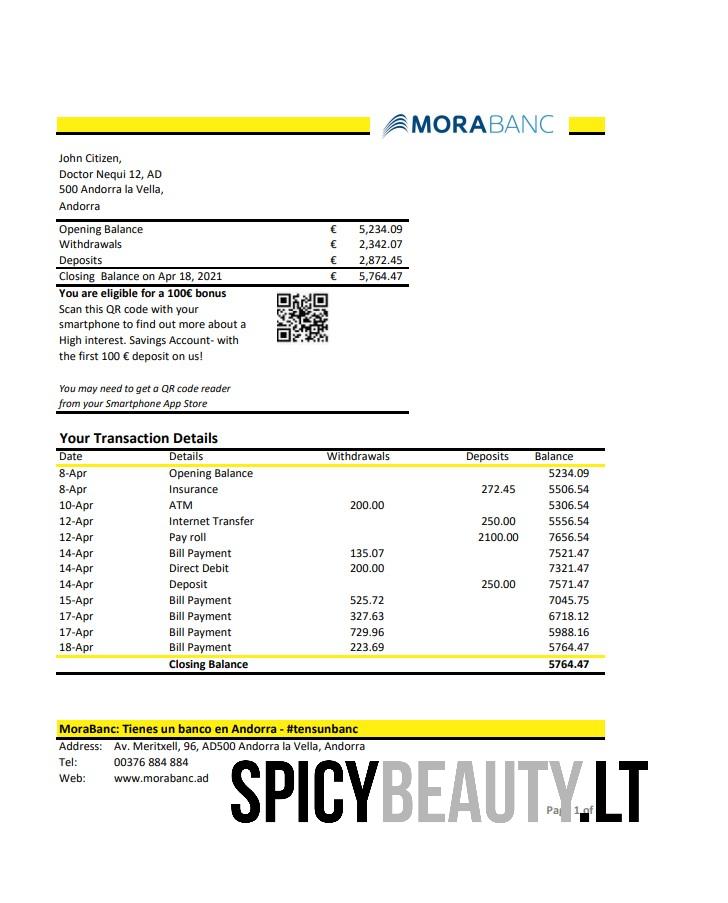 MORABANC
John Citizen,
Doctor Nequi 12, AD
500 Andorra la Vella,
Andorra
Opening Balance € 5,234.09
Withdrawals € 2,342.07
Deposits € 2,872.45
Closing Balance on Apr 18, 2021 € 5,764.47
You are eligible for a 100€ bonus
Scan this QR code with your
smartphone to find out more about a
High interest. Savings Account- with
the first 100 € deposit on us!
You may need to get a QR code reader
from your Smartphone App Store
Your Transaction Details
Date Details Withdrawals Deposits Balance
8-Apr Opening Balance 5234.09
8-Apr Insurance 272.45 5506.54
10-Apr ATM 200.00 5306.54
12-Apr Internet Transfer 250.00 5556.54
12-Apr Pay roll 2100.00 7656.54
14-Apr Bill Payment 135.07 7521.47
14-Apr Direct Debit 200.00 7321.47
14-Apr Deposit 250.00 7571.47
15-Apr Bill Payment 525.72 7045.75
17-Apr Bill Payment 327.63 6718.12
17-Apr Bill Payment 729.96 5988.16
18-Apr Bill Payment 223.69 5764.47
Closing Balance 5764.47
MoraBanc: Tienes un banco en Andorra - #tensunbanc
Address: Av. Meritxell, 96, AD500 Andorra la Vella, Andorra
Tel: 00376 884 884
Web: www.morabanc.ad
SPICYBEAUTY.LT
1 of